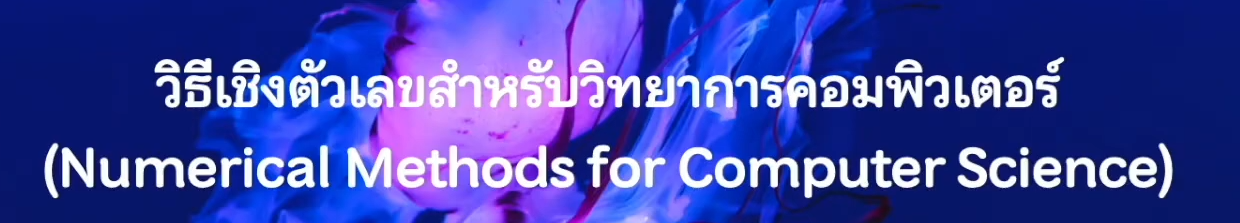 วิธีเชิงตัวเลขสำหรับวิทยาการคอมพิวเตอร์
(Numerical Methods for Computer Science)